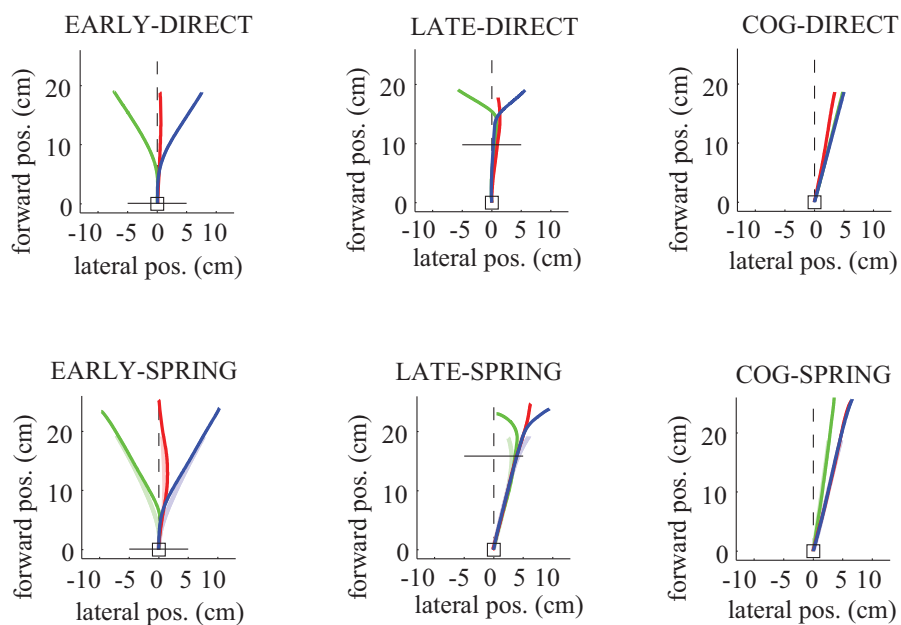 EARLY-DIRECT
forward pos. (cm)
20
10
0
-10 -5 0 5 10
lateral pos. (cm)
LATE-DIRECT
forward pos. (cm)
20
10
0
-10 -5 0 5 10
lateral pos. (cm)
COG-DIRECT
forward pos. (cm)
20
10
0
-10 -5 0 5 10
lateral pos. (cm)
EARLY-SPRING
forward pos. (cm)
20
10
0
-10 -5 0 5 10
lateral pos. (cm)
LATE-SPRING
forward pos. (cm)
20
10
0
-10 -5 0 5 10
lateral pos. (cm)
COG-SPRING
forward pos. (cm)
20
10
0
-10 -5 0 5 10
lateral pos. (cm)